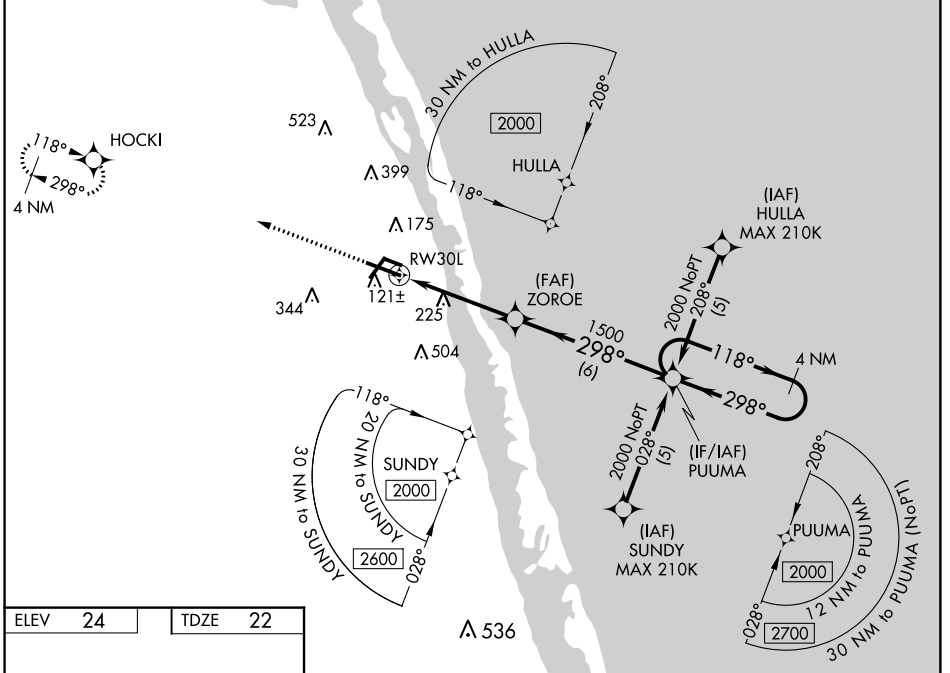 30 NM to HULLA
208°
2000
HULLA
118°
523
399
175
118°
HOCKI
298°
4 NM
RW30L
121±
344
225
504
(FAF)
ZOROE
1500
298°
(6)
(IAF)
HULLA
MAX 210K
2000 NoPT
208°
(5)
118°
4 NM
298°
(IF/IAF)
PUUMA
2000 NoPT
028°
(5)
(IAF)
SUNDY
MAX 210K
118°
20 NM to SUNDY
30 NM to SUNDY
SUNDY
2000
2600
028°
208°
PUUMA
2000
12 NM to PUUMA
2700
30 NM to PUUMA (NoPT)
028°
536
ELEV 24
TDZE 22